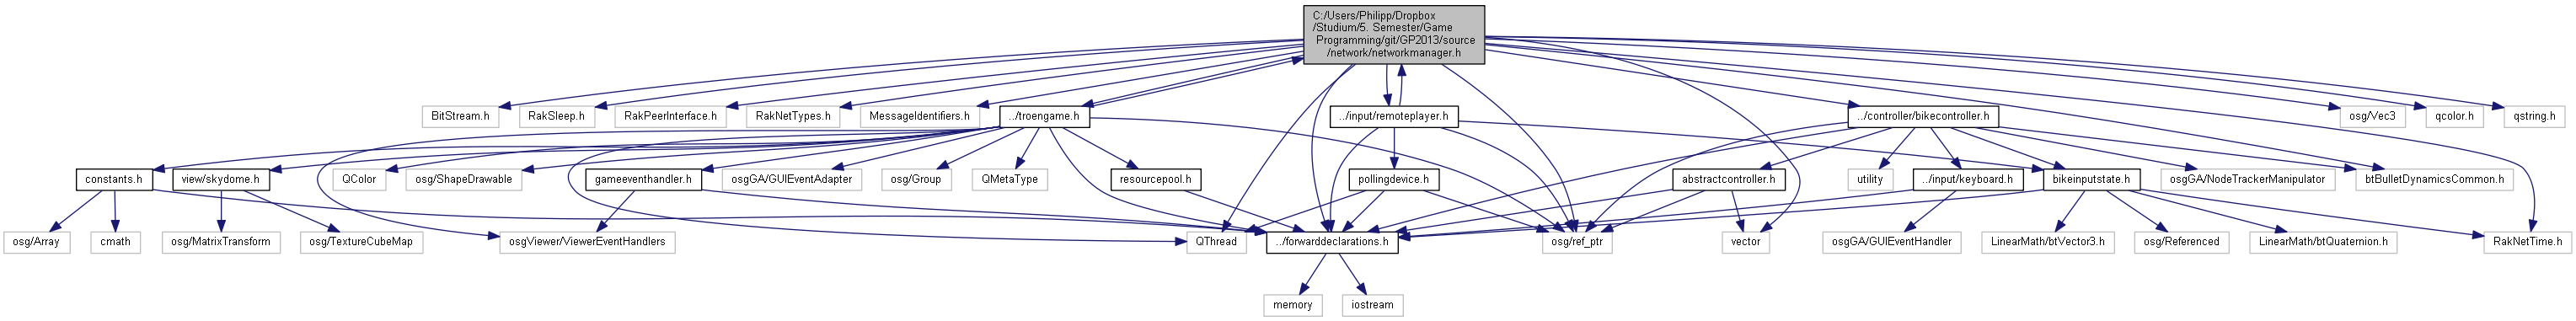 C:/Users/Philipp/Dropbox
/Studium/5. Semester/Game
Programming/git/GP2013/source
/network/networkmanager.h
BitStream.h
RakSleep.h
RakPeerInterface.h
RakNetTypes.h
MessageIdentifiers.h
../troengame.h
../input/remoteplayer.h
../controller/bikecontroller.h
osg/Vec3
qcolor.h
qstring.h
constants.h
view/skydome.h
QColor
osg/ShapeDrawable
gameeventhandler.h
osgGA/GUIEventAdapter
osg/Group
QMetaType
resourcepool.h
pollingdevice.h
abstractcontroller.h
utility
../input/keyboard.h
bikeinputstate.h
osgGA/NodeTrackerManipulator
btBulletDynamicsCommon.h
osg/Array
cmath
osg/MatrixTransform
osg/TextureCubeMap
osgViewer/ViewerEventHandlers
QThread
../forwarddeclarations.h
osg/ref_ptr
vector
osgGA/GUIEventHandler
LinearMath/btVector3.h
osg/Referenced
LinearMath/btQuaternion.h
RakNetTime.h
memory
iostream